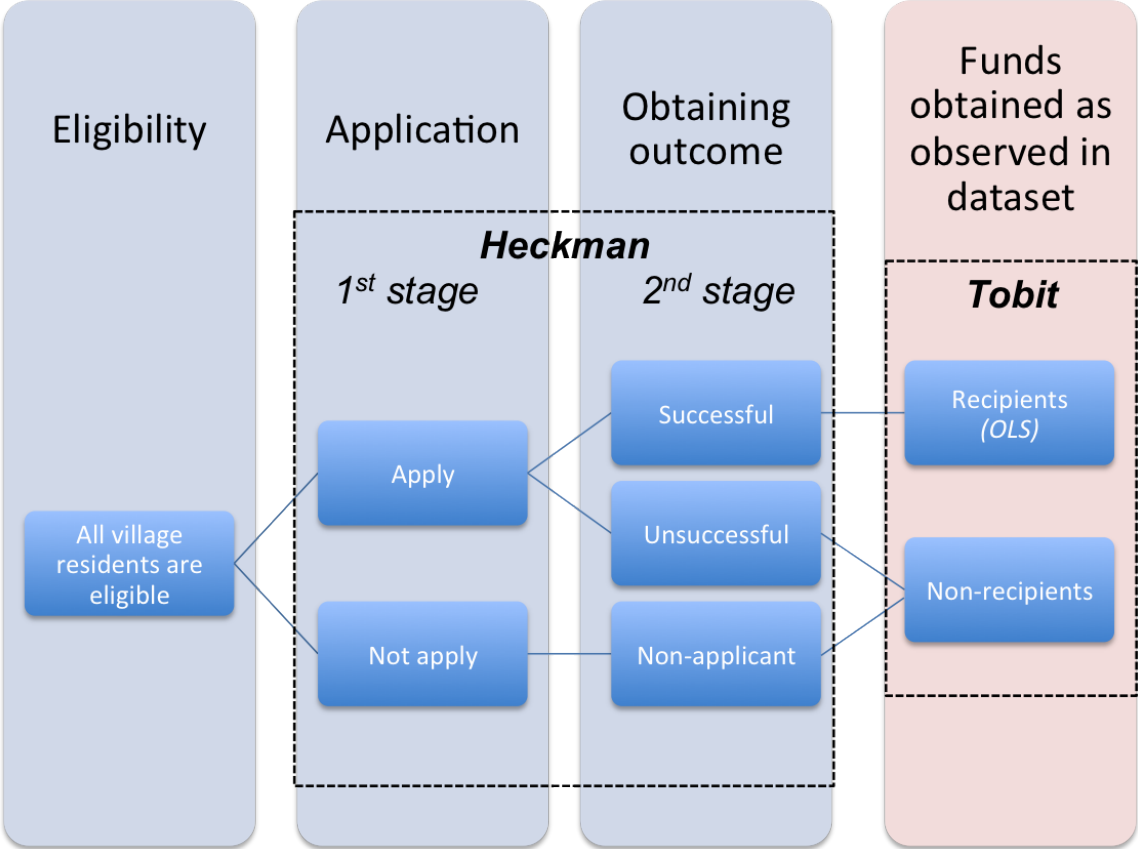 Eligibility
Application
Obtaining
outcome
Funds
obtained as
observed in
dataset
Heckman
1st stage
2nd stage
Tobit
All village
residents are
eligible
Apply
Not apply
Successful
Unsuccessful
Non-applicant
Recipients
(OLS)
Non-recipients